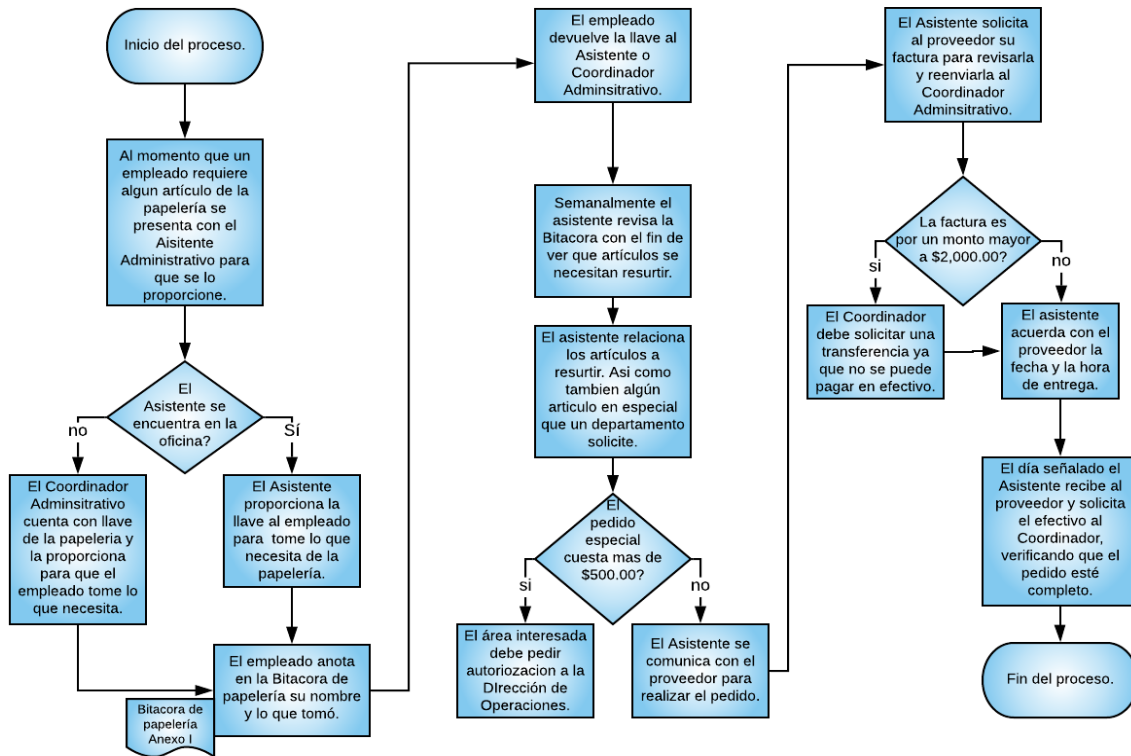 Inicio del proceso.
Al momento que un
empleado requiere
algun artículo de la
papelería se
presenta con el
Aisitente
Administrativo para
que se lo
proporcione.
El
Asistente se
encuentra en la
oficina?
no
Sí
El Coordinador
Adminsitrativo
cuenta con llave
de la papeleria y
la proporciona
para que el
empleado tome lo
que necesita.
El Asistente
proporciona la
llave al empleado
para tome lo que
necesita de la
papelería.
El empleado anota
en la Bitacora de
papelería su nombre
y lo que tomó.
Bitacora de
papelería
Anexo I
El empleado
devuelve la llave al
Asistente o
Coordinador
Adminsitrativo.
Semanalmente el
asistente revisa la
Bitacora con el fin de
ver que artículos se
necesitan resurtir.
El asistente relaciona
los artículos a
resurtir. Asi como
tambien algún
articulo en especial
que un departamento
solicite.
El
pedido
especial
cuesta mas de
$500.00?
si
no
El área interesada
debe pedir
autoriozacion a la
DIrección de
Operaciones.
El Asistente se
comunica con el
proveedor para
realizar el pedido.
El Asistente solicita
al proveedor su
factura para revisarla
y reenviarla al
Coordinador
Adminsitrativo.
La factura es
por un monto mayor
a $2,000.00?
si
no
El Coordinador
debe solicitar una
transferencia ya
que no se puede
pagar en efectivo.
El asistente
acuerda con el
proveedor la
fecha y la hora
de entrega.
El día señalado el
Asistente recibe al
proveedor y solicita
el efectivo al
Coordinador,
verificando que el
pedido esté
completo.
Fin del proceso.